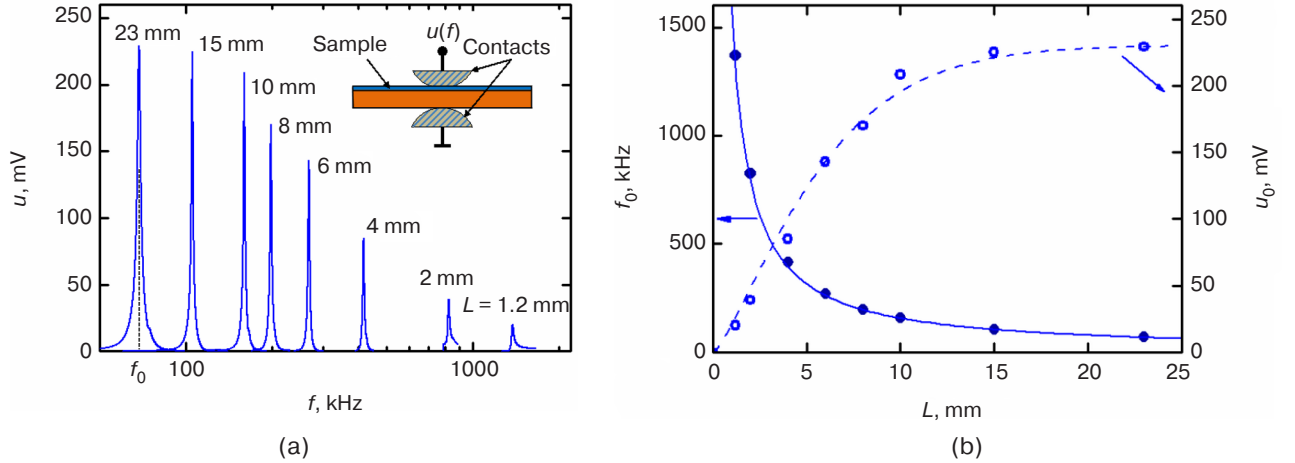 250
200
150
100
50
0
u, mV
23 mm
15 mm
10 mm
8 mm
6 mm
4 mm
2 mm
L = 1.2 mm
Sample
u(f)
Contacts
f₀
100
1000
f, kHz
(a)
1500
1000
500
0
f₀, kHz
250
200
150
100
50
0
u₀, mV
0
5
10
15
20
25
L, mm
(b)